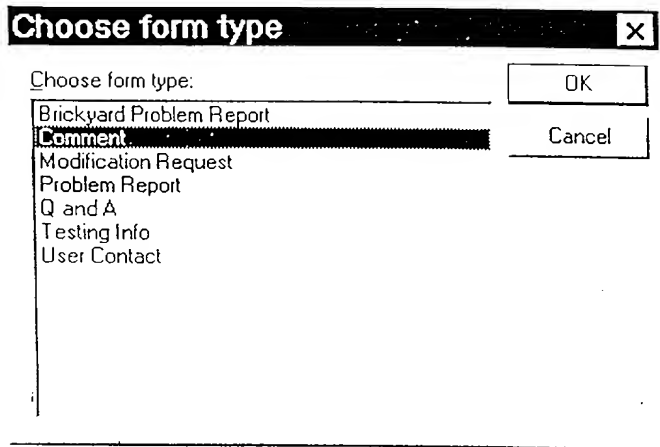 Choose form type
Choose form type:
OK
Brickyard Problem Report
Comment
Cancel
Modification Request
Problem Report
Q and A
Testing Info
User Contact